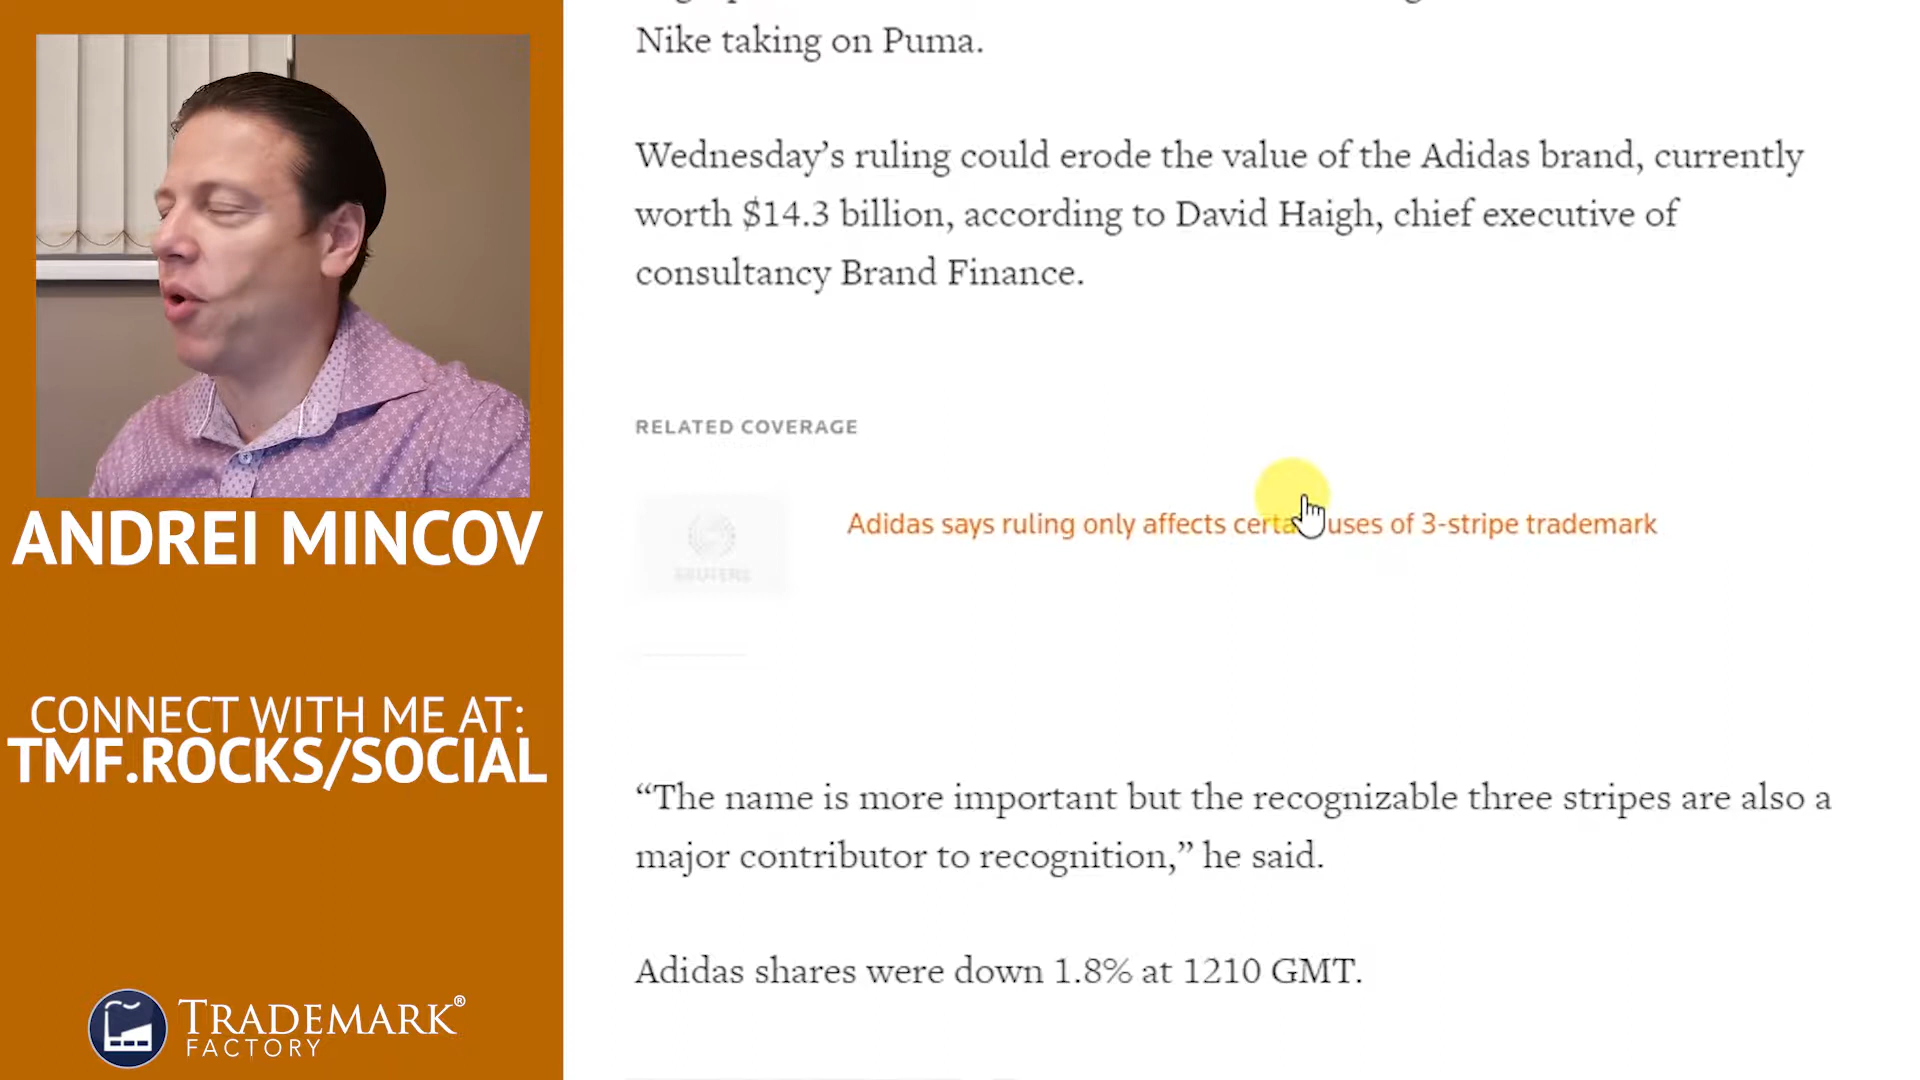 Nike taking on Puma.
Wednesday’s ruling could erode the value of the Adidas brand, currently
worth $14.3 billion, according to David Haigh, chief executive of
consultancy Brand Finance.
RELATED COVERAGE
REUTERS
Adidas says ruling only affects uses of 3-stripe trademark
“The name is more important but the recognizable three stripes are also a
major contributor to recognition,” he said.
Adidas shares were down 1.8% at 1210 GMT.
ANDREI MINCOV
CONNECT WITH ME AT:
TMF.ROCKS/SOCIAL
TRADEMARK®
FACTORY